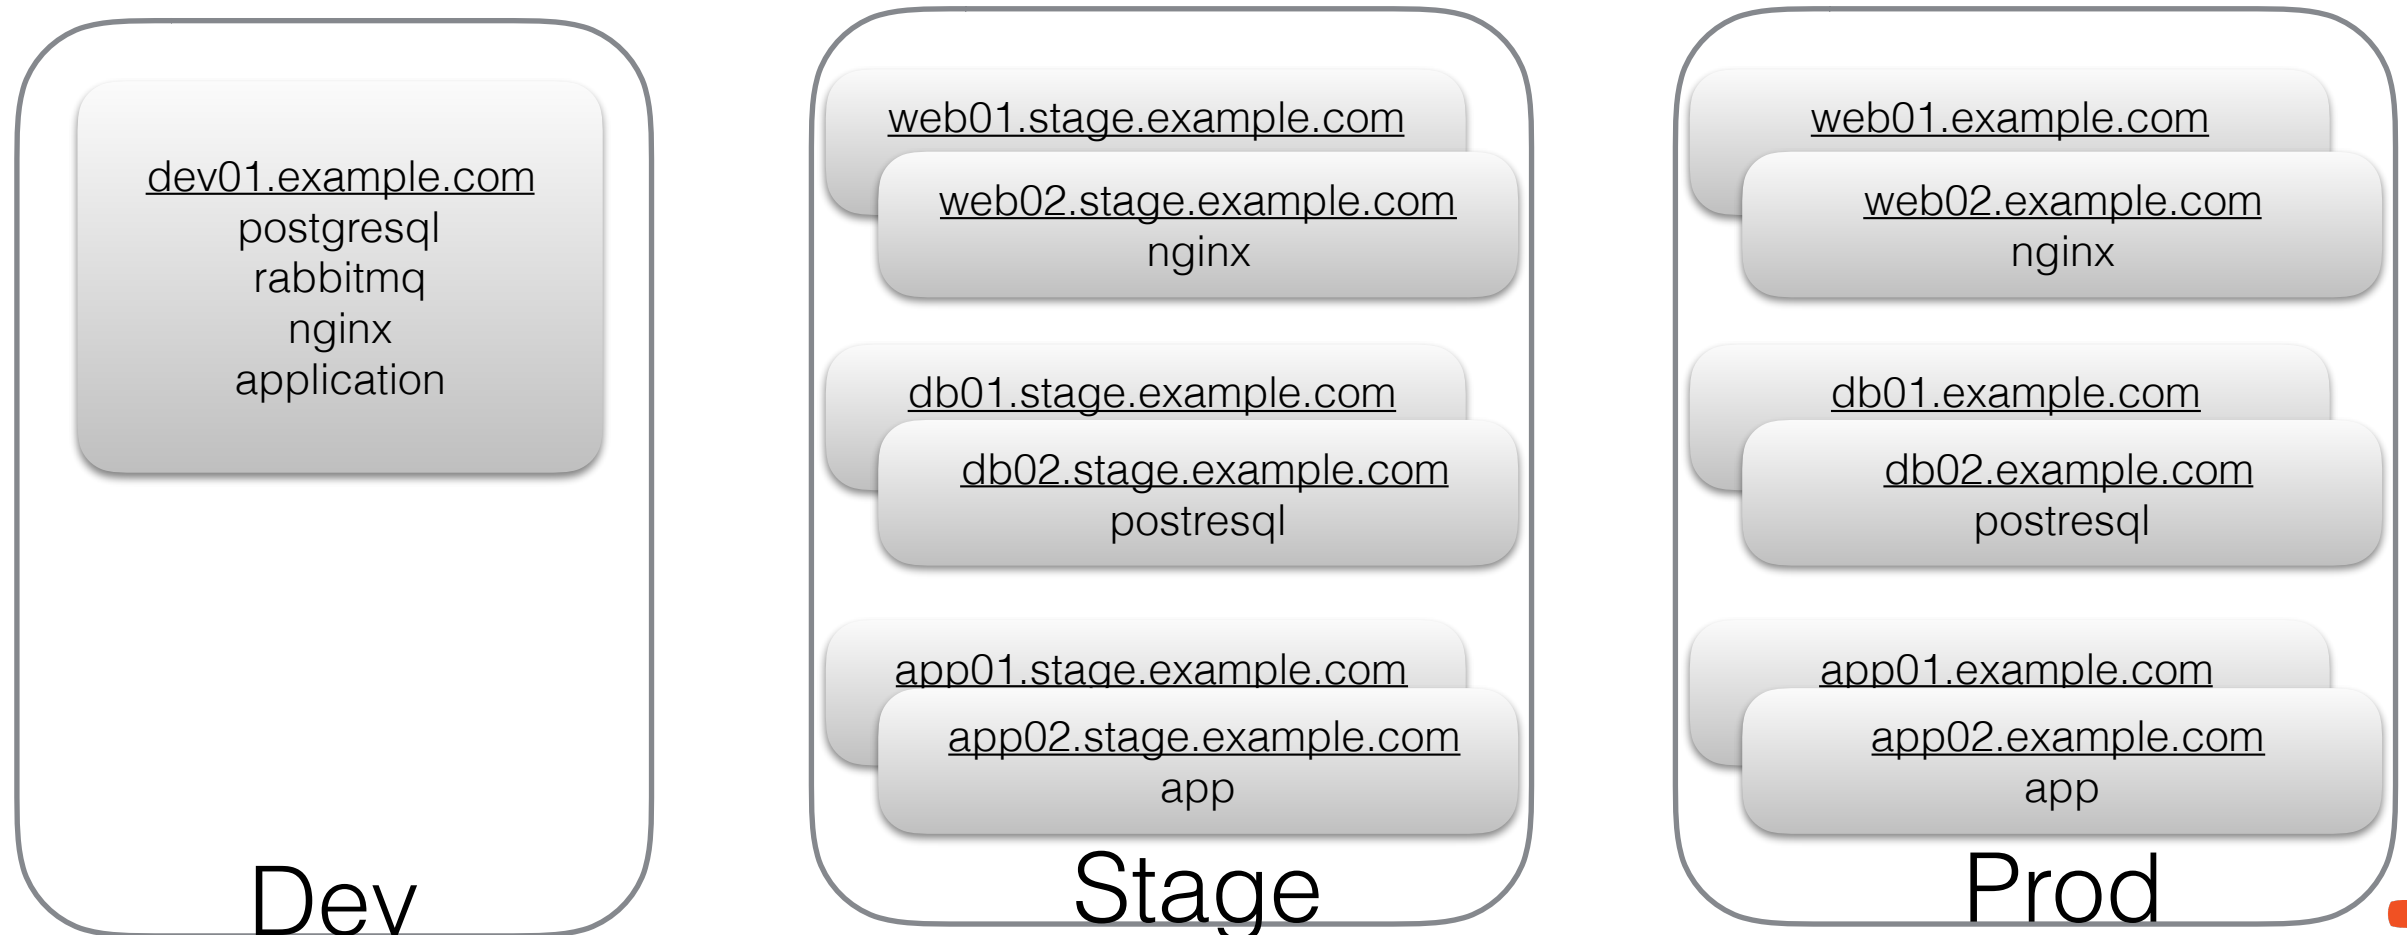 dev01.example.com
postgresql
rabbitmq
nginx
application
Dev
web01.stage.example.com
web02.stage.example.com
nginx
db01.stage.example.com
db02.stage.example.com
postresql
app01.stage.example.com
app02.stage.example.com
app
Stage
web01.example.com
web02.example.com
nginx
db01.example.com
db02.example.com
postresql
app01.example.com
app02.example.com
app
Prod